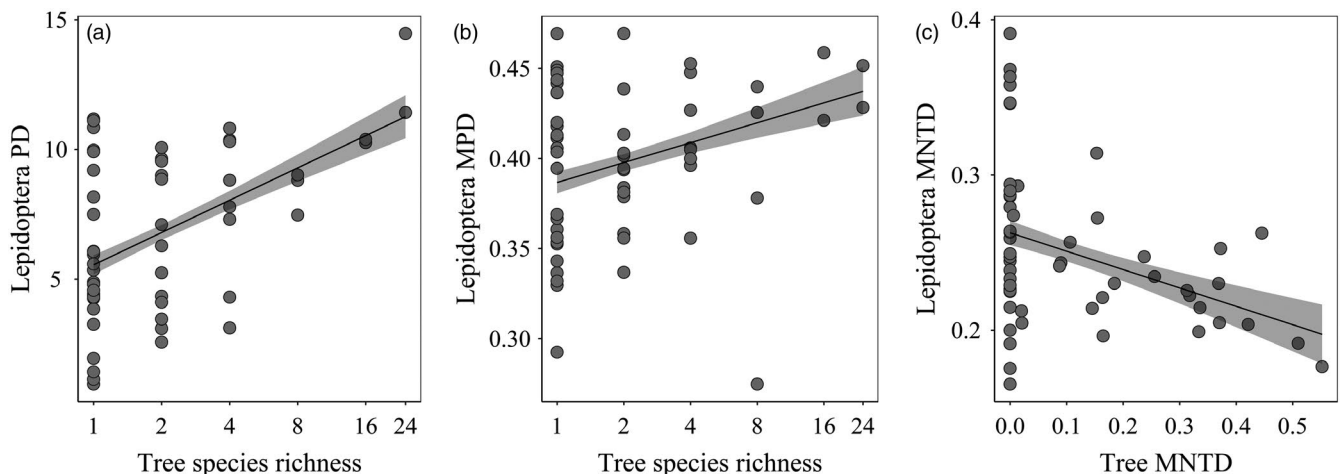 (a)
15
10
5
Lepidoptera PD
1 2 4 8 16 24
Tree species richness
(b)
0.45
0.40
0.35
0.30
Lepidoptera MPD
1 2 4 8 16 24
Tree species richness
(c)
0.4
0.3
0.2
Lepidoptera MNTD
0.0 0.1 0.2 0.3 0.4 0.5
Tree MNTD